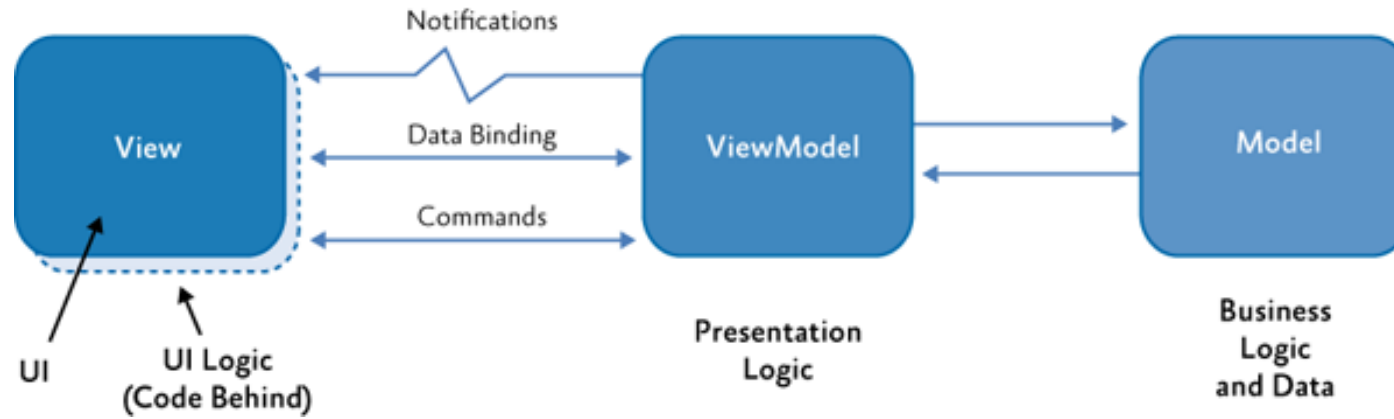 Notifications
View
Data Binding
ViewModel
Model
Commands
UI
UI Logic
(Code Behind)
Presentation
Logic
Business
Logic
and Data